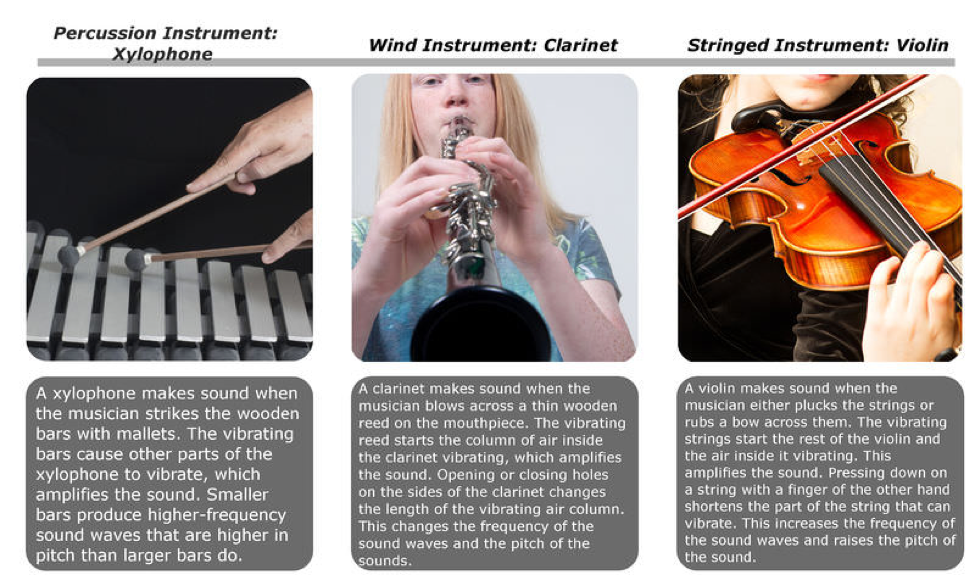 Percussion Instrument:
Xylophone
Wind Instrument: Clarinet
Stringed Instrument: Violin
A xylophone makes sound when
the musician strikes the wooden
bars with mallets. The vibrating
bars cause other parts of the
xylophone to vibrate, which
amplifies the sound. Smaller
bars produce higher-frequency
sound waves that are higher in
pitch than larger bars do.
A clarinet makes sound when the
musician blows across a thin wooden
reed on the mouthpiece. The vibrating
reed starts the column of air inside
the clarinet vibrating, which amplifies
the sound. Opening or closing holes
on the sides of the clarinet changes
the length of the vibrating air column.
This changes the frequency of the
sound waves and the pitch of the
sounds.
A violin makes sound when the
musician either plucks the strings or
rubs a bow across them. The vibrating
strings start the rest of the violin and
the air inside it vibrating. This
amplifies the sound. Pressing down on
a string with a finger of the other hand
shortens the part of the string that can
vibrate. This increases the frequency of
the sound waves and raises the pitch of
the sound.